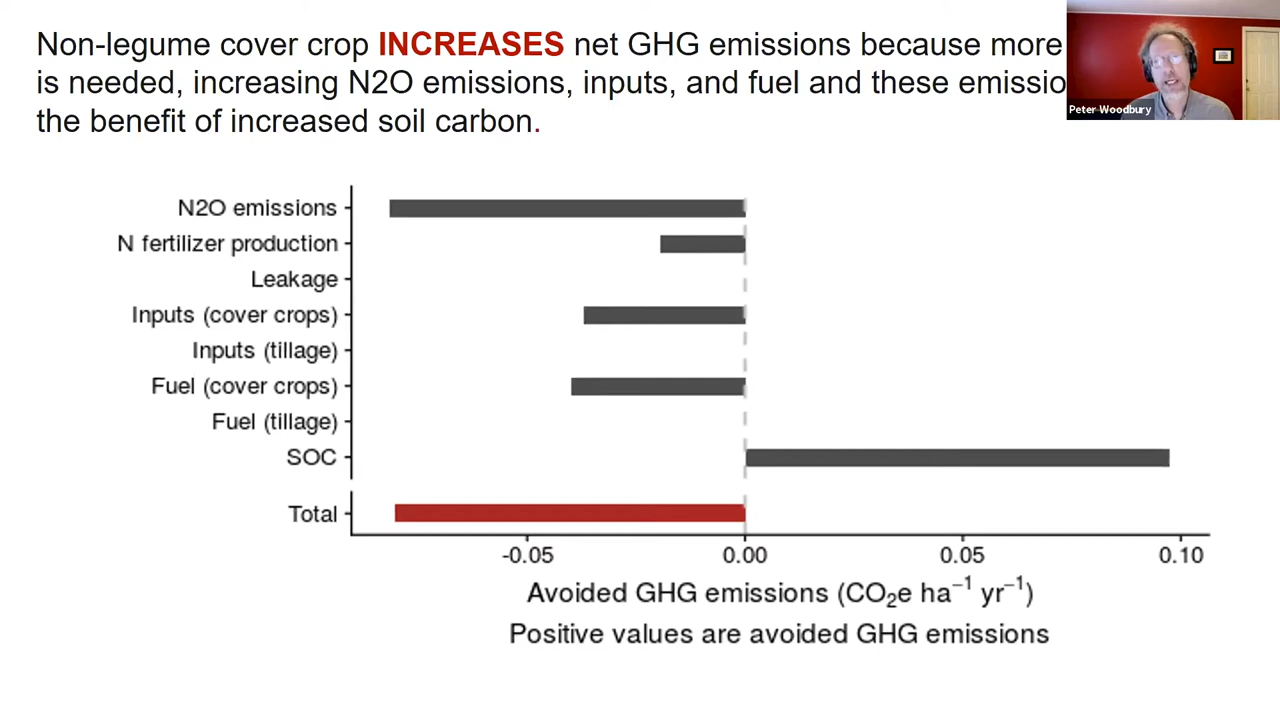 Non-legume cover crop INCREASES net GHG emissions because more
is needed, increasing N2O emissions, inputs, and fuel and these
the benefit of increased soil carbon.
Peter Woodbury
N2O emissions
N fertilizer production
Leakage
Inputs (cover crops)
Inputs (tillage)
Fuel (cover crops)
Fuel (tillage)
SOC
Total
-0.05 0.00 0.05 0.10
Avoided GHG emissions (CO₂e ha⁻¹ yr⁻¹)
Positive values are avoided GHG emissions